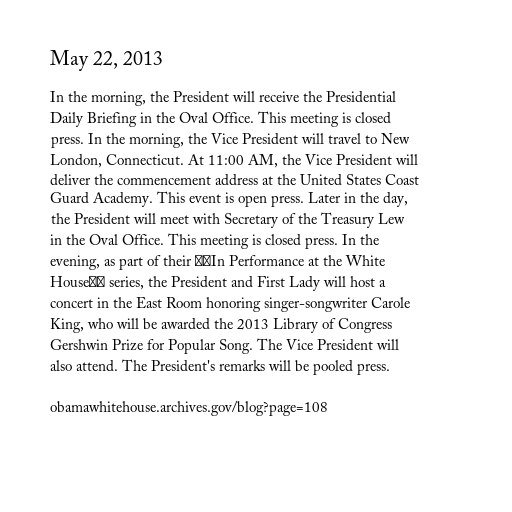 May 22, 2013
In the morning, the President will receive the Presidential
Daily Briefing in the Oval Office. This meeting is closed
press. In the morning, the Vice President will travel to New
London, Connecticut. At 11:00 AM, the Vice President will
deliver the commencement address at the United States Coast
Guard Academy. This event is open press. Later in the day,
the President will meet with Secretary of the Treasury Lew
in the Oval Office. This meeting is closed press. In the
evening, as part of their In Performance at the White
House series, the President and First Lady will host a
concert in the East Room honoring singer-songwriter Carole
King, who will be awarded the 2013 Library of Congress
Gershwin Prize for Popular Song. The Vice President will
also attend. The President's remarks will be pooled press.
obamawhitehouse.archives.gov/blog?page=108